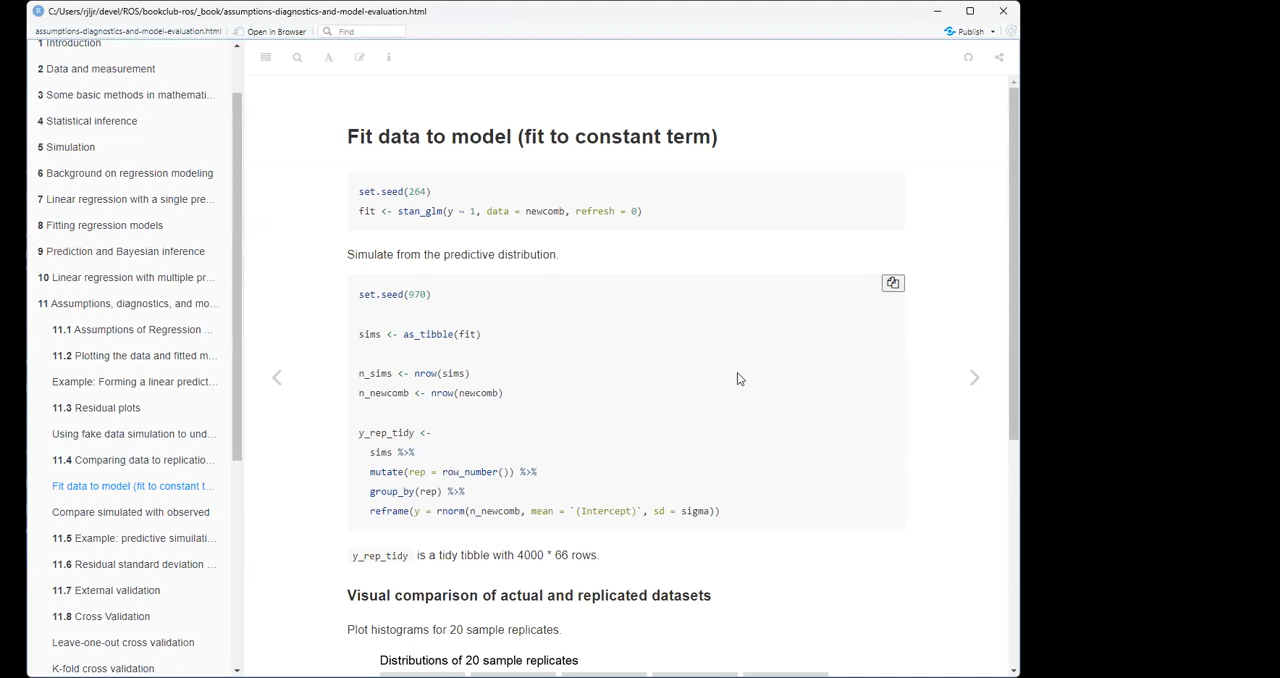 C:/Users/rjljr/devel/ROS/bookclub-ros/_book/assumptions-diagnostics-and-model-evaluation.html
assumptions-diagnostics-and-model-evaluation.html
Open in Browser
Find
Publish
1 Introduction
2 Data and measurement
3 Some basic methods in mathemati...
4 Statistical inference
5 Simulation
6 Background on regression modeling
7 Linear regression with a single pre...
8 Fitting regression models
9 Prediction and Bayesian inference
10 Linear regression with multiple pr...
11 Assumptions, diagnostics, and mo...
11.1 Assumptions of Regression ...
11.2 Plotting the data and fitted m...
Example: Forming a linear predict...
11.3 Residual plots
Using fake data simulation to und...
11.4 Comparing data to replicatio...
Fit data to model (fit to constant t...
Compare simulated with observed
11.5 Example: predictive simuilati...
11.6 Residual standard deviation ...
11.7 External validation
11.8 Cross Validation
Leave-one-out cross validation
K-fold cross validation
Fit data to model (fit to constant term)
set.seed(264)
fit <- stan_glm(y ~ 1, data = newcomb, refresh = 0)
Simulate from the predictive distribution.
set.seed(970)
sims <- as_tibble(fit)
n_sims <- nrow(sims)
n_newcomb <- nrow(newcomb)
y_rep_tidy <-
sims %>%
mutate(rep = row_number()) %>%
group_by(rep) %>%
reframe(y = rnorm(n_newcomb, mean = `(Intercept)`, sd = sigma))
y_rep_tidy is a tidy tibble with 4000 * 66 rows.
Visual comparison of actual and replicated datasets
Plot histograms for 20 sample replicates.
Distributions of 20 sample replicates